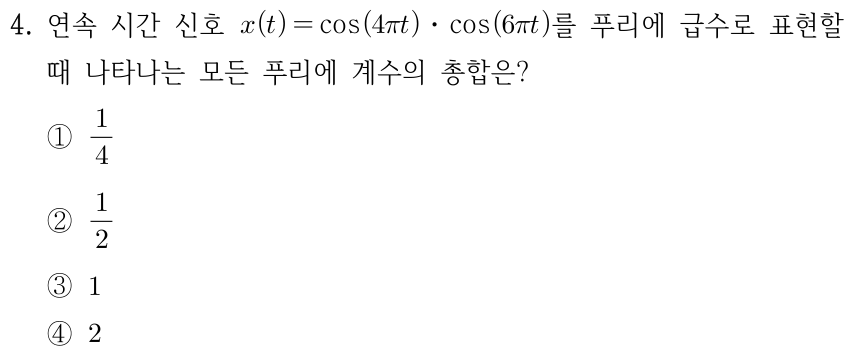 4. 연속 시간 신호 x(t)=cos(4πt)・cos(6πt)를 푸리에 급수로 표현할
때 나타나는 모든 푸리에 계수의 총합은?
① 1/4
② 1/2
③ 1
④ 2